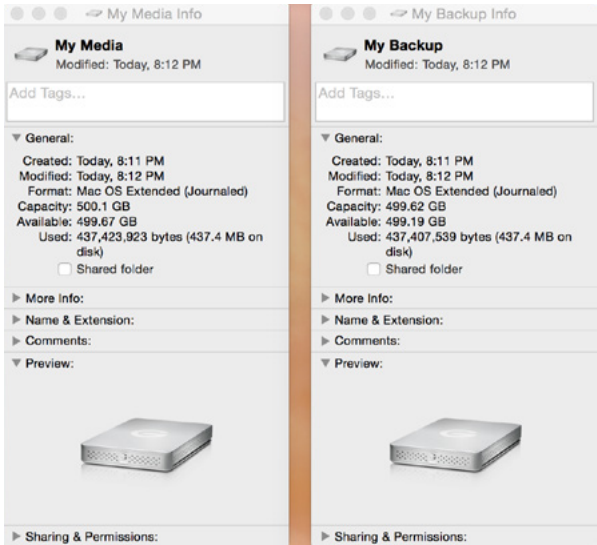 My Media Info
My Media
Modified: Today, 8:12 PM
Add Tags...
General:
Created: Today, 8:11 PM
Modified: Today, 8:12 PM
Format: Mac OS Extended (Journaled)
Capacity: 500.1 GB
Available: 499.67 GB
Used: 437,423,923 bytes (437.4 MB on
disk)
Shared folder
More Info:
Name & Extension:
Comments:
Preview:
Sharing & Permissions:
My Backup Info
My Backup
Modified: Today, 8:12 PM
Add Tags...
General:
Created: Today, 8:11 PM
Modified: Today, 8:12 PM
Format: Mac OS Extended (Journaled)
Capacity: 499.62 GB
Available: 499.19 GB
Used: 437,407,539 bytes (437.4 MB on
disk)
Shared folder
More Info:
Name & Extension:
Comments:
Preview:
Sharing & Permissions: